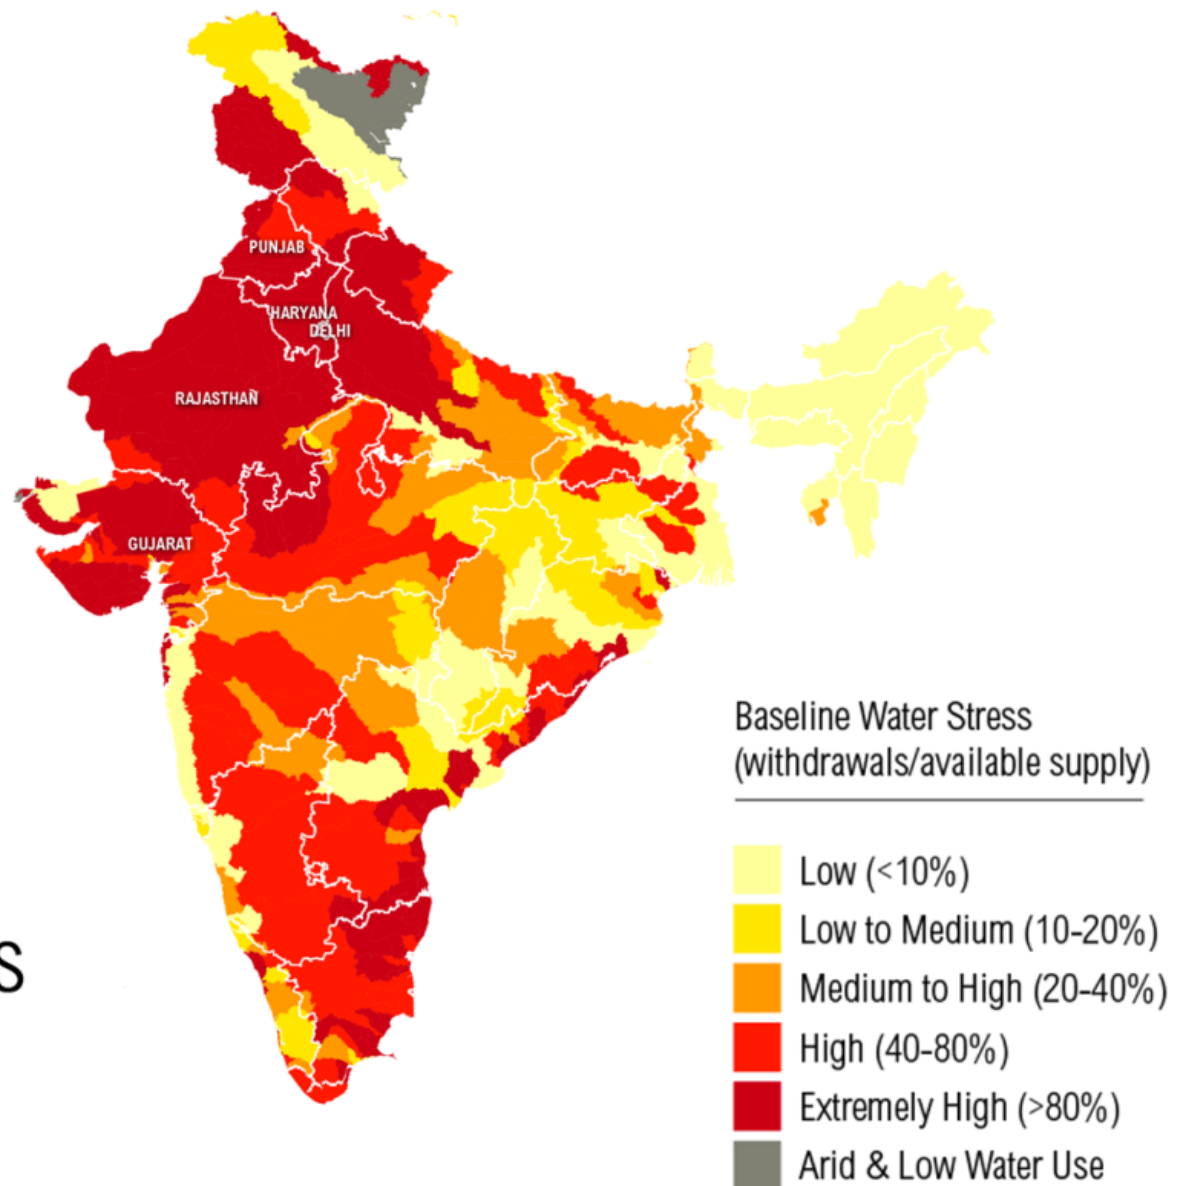 PUNJAB
HARYANA
DELHI
RAJASTHAN
GUJARAT
S
Baseline Water Stress
(withdrawals/available supply)
Low (<10%)
Low to Medium (10-20%)
Medium to High (20-40%)
High (40-80%)
Extremely High (>80%)
Arid & Low Water Use